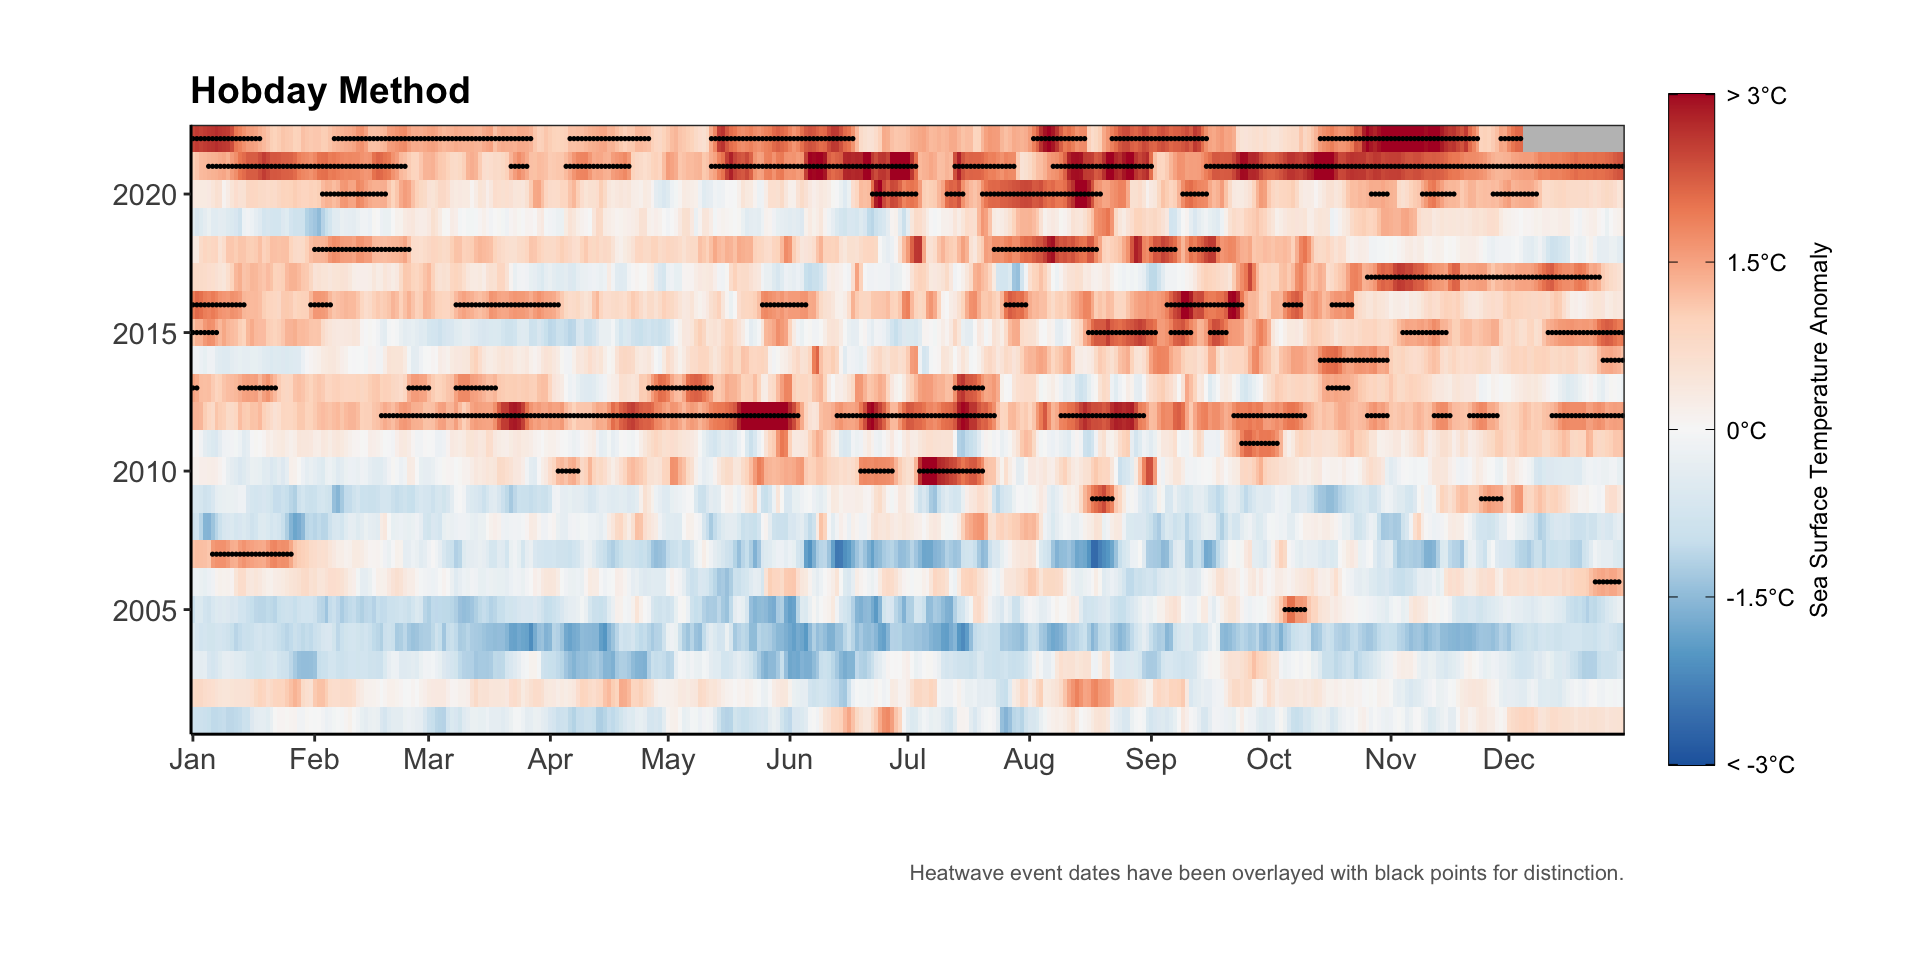 Hobday Method
> 3°C
1.5°C
0°C
-1.5°C
< -3°C
Sea Surface Temperature Anomaly
2020
2015
2010
2005
Jan Feb Mar Apr May Jun Jul Aug Sep Oct Nov Dec
Heatwave event dates have been overlayed with black points for distinction.